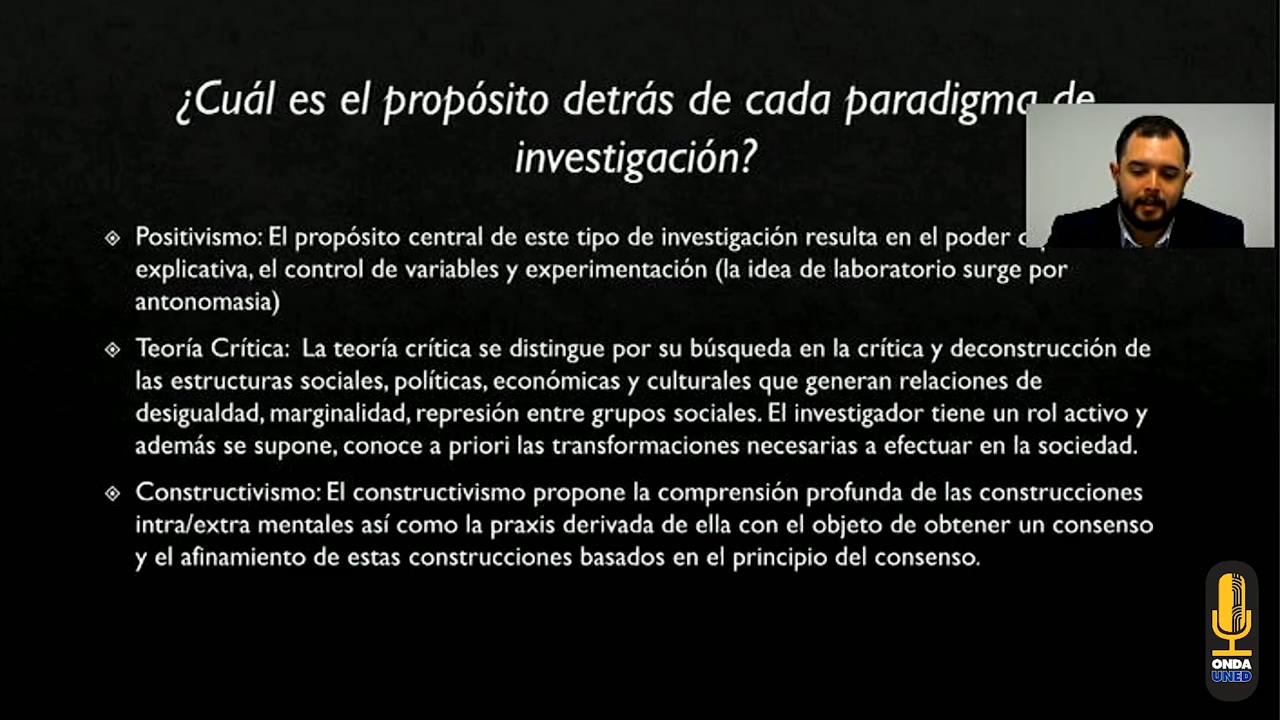 ¿Cuál es el propósito detrás de cada paradigma de
investigación?
Positivismo: El propósito central de este tipo de investigación resulta en el poder
explicativa, el control de variables y experimentación (la idea de laboratorio surge por
antonomasia)
Teoría Crítica: La teoría crítica se distingue por su búsqueda en la crítica y deconstrucción de
las estructuras sociales, políticas, económicas y culturales que generan relaciones de
desigualdad, marginalidad, represión entre grupos sociales. El investigador tiene un rol activo y
además se supone, conoce a priori las transformaciones necesarias a efectuar en la sociedad.
Constructivismo: El constructivismo propone la comprensión profunda de las construcciones
intra/extra mentales así como la praxis derivada de ella con el objeto de obtener un consenso
y el afinamiento de estas construcciones basados en el principio del consenso.
ONDA
UNED